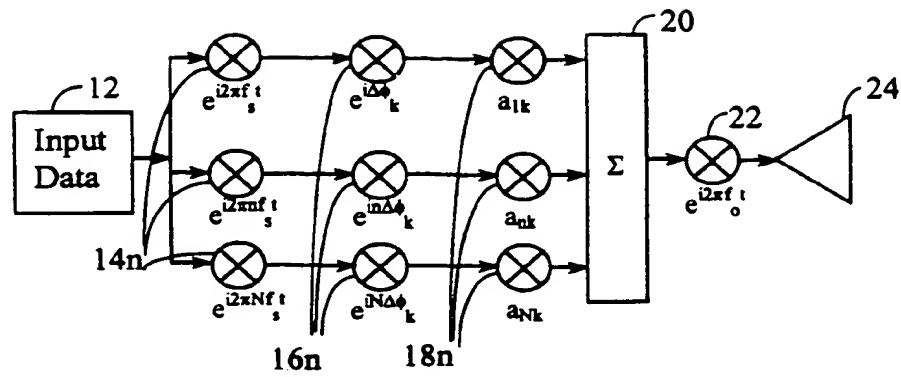 12
Input
Data
e^{i2πf_s t}
e^{iΔφ_k}
a_{1k}
20
24
22
Σ
e^{i2πf_o t}
e^{i2πnf_s t}
e^{inΔφ_k}
a_{nk}
14n
e^{i2πNf_s t}
e^{iNΔφ_k}
a_{Nk}
16n
18n